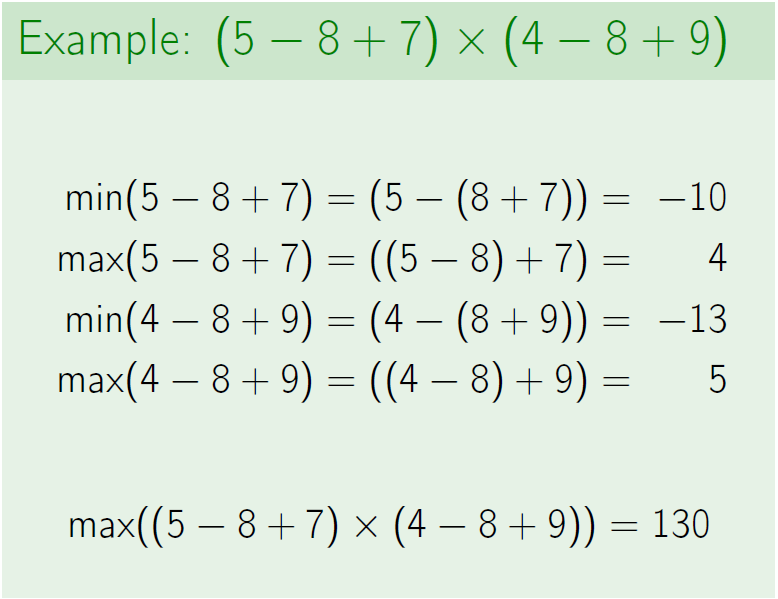 Example: (5 − 8 + 7) × (4 − 8 + 9)
min(5 − 8 + 7) = (5 − (8 + 7)) = −10
max(5 − 8 + 7) = ((5 − 8) + 7) = 4
min(4 − 8 + 9) = (4 − (8 + 9)) = −13
max(4 − 8 + 9) = ((4 − 8) + 9) = 5
max((5 − 8 + 7) × (4 − 8 + 9)) = 130